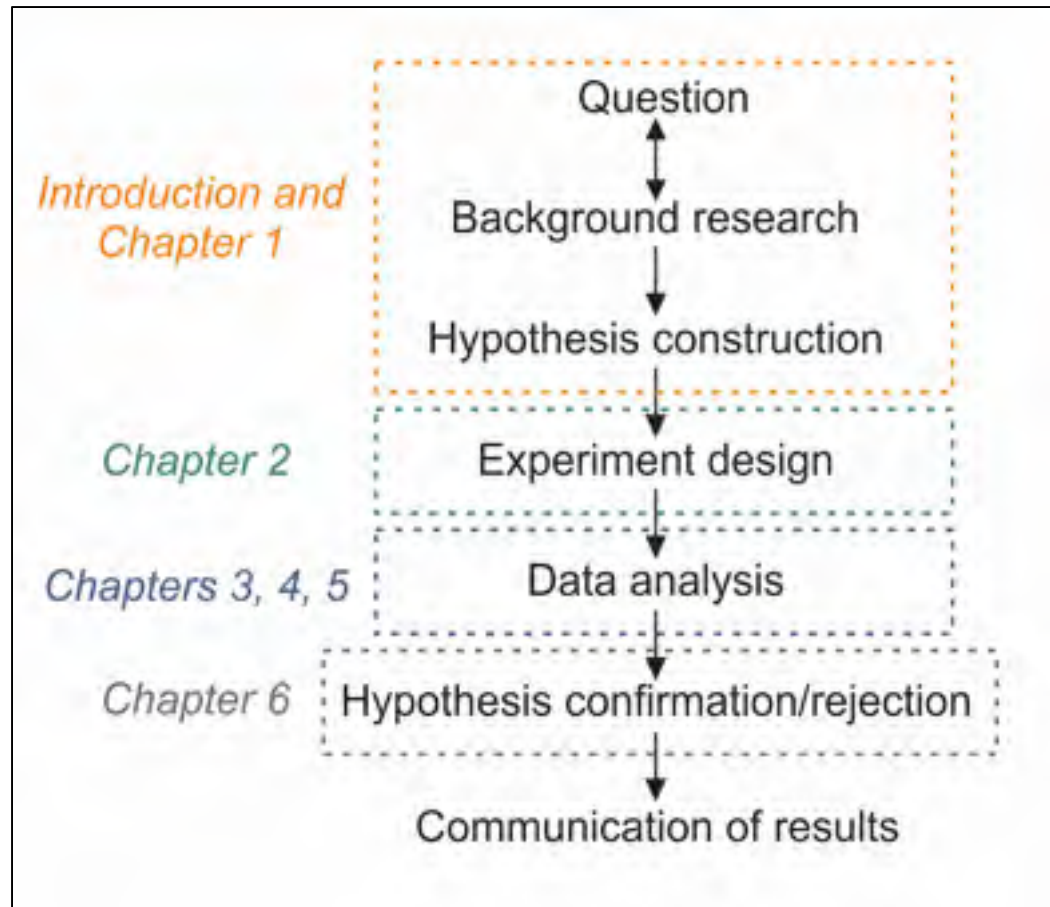 Question
Introduction and
Chapter 1
Background research
Hypothesis construction
Chapter 2
Experiment design
Chapters 3, 4, 5
Data analysis
Chapter 6
Hypothesis confirmation/rejection
Communication of results